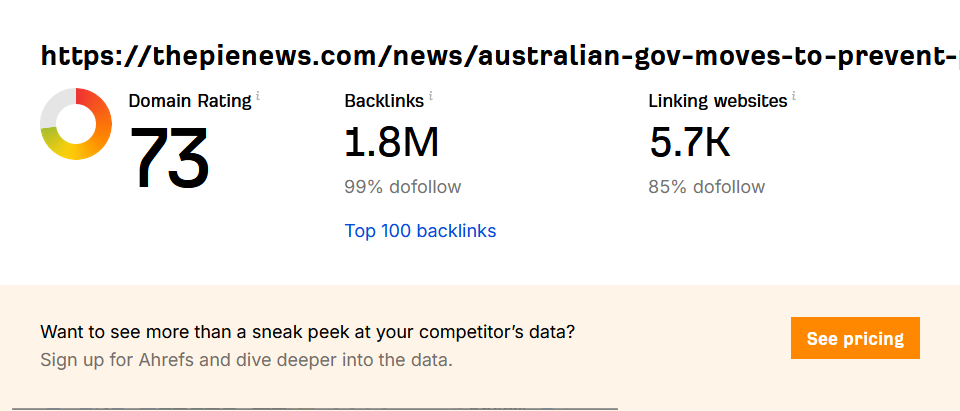 https://thepienews.com/news/australian-gov-moves-to-prevent-
Domain Rating i
Backlinks i
Linking websites i
73
1.8M
5.7K
99% dofollow
85% dofollow
Top 100 backlinks
Want to see more than a sneak peek at your competitor’s data?
Sign up for Ahrefs and dive deeper into the data.
See pricing